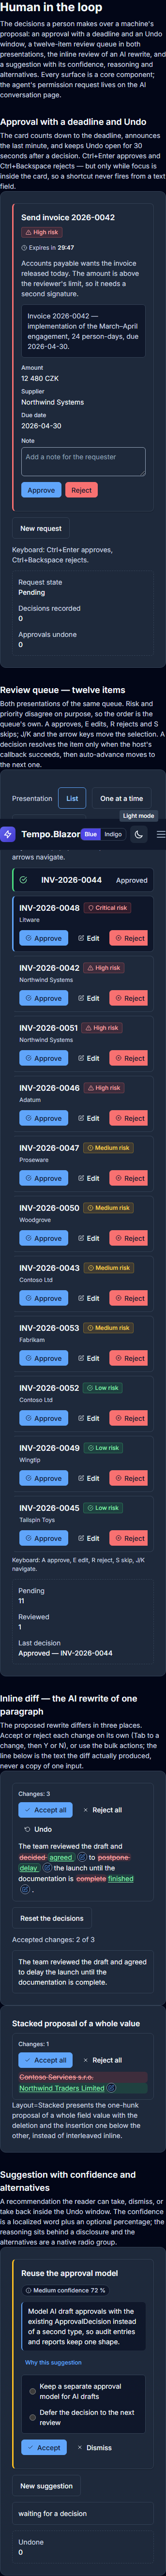 Human in the loop
The decisions a person makes over a machine's
proposal: an approval with a deadline and an Undo
window, a twelve-item review queue in both
presentations, the inline review of an AI rewrite, and
a suggestion with its confidence, reasoning and
alternatives. Every surface is a core component;
the agent's permission request lives on the AI
conversation page.
Approval with a deadline and Undo
The card counts down to the deadline, announces
the last minute, and keeps Undo open for 30
seconds after a decision. Ctrl+Enter approves and
Ctrl+Backspace rejects — but only while focus is
inside the card, so a shortcut never fires from a text
field.
Send invoice 2026-0042
High risk
Expires in 29:47
Accounts payable wants the invoice
released today. The amount is above
the reviewer's limit, so it needs a
second signature.
Invoice 2026-0042 —
implementation of the March–April
engagement, 24 person-days, due
2026-04-30.
Amount
12 480 CZK
Supplier
Northwind Systems
Due date
2026-04-30
Note
Add a note for the requester
Approve
Reject
New request
Keyboard: Ctrl+Enter approves,
Ctrl+Backspace rejects.
Request state
Pending
Decisions recorded
0
Approvals undone
0
Review queue — twelve items
Both presentations of the same queue. Risk and
priority disagree on purpose, so the order is the
queue's own. A approves, E edits, R rejects and S
skips; J/K and the arrow keys move the selection. A
decision resolves the item only when the host's
callback succeeds, then auto-advance moves to
the next one.
Presentation List One at a time
Light mode
Tempo.Blazor Blue Indigo
arrows navigate.
INV-2026-0044 Approved
INV-2026-0048 Critical risk
Litware
Approve Edit Reject
INV-2026-0042 High risk
Northwind Systems
Approve Edit Reject
INV-2026-0051 High risk
Northwind Systems
Approve Edit Reject
INV-2026-0046 High risk
Adatum
Approve Edit Reject
INV-2026-0047 Medium risk
Proseware
Approve Edit Reject
INV-2026-0050 Medium risk
Woodgrove
Approve Edit Reject
INV-2026-0043 Medium risk
Contoso Ltd
Approve Edit Reject
INV-2026-0053 Medium risk
Fabrikam
Approve Edit Reject
INV-2026-0052 Low risk
Contoso Ltd
Approve Edit Reject
INV-2026-0049 Low risk
Wingtip
Approve Edit Reject
INV-2026-0045 Low risk
Tailspin Toys
Approve Edit Reject
Keyboard: A approve, E edit, R reject, S skip, J/K
navigate.
Pending
11
Reviewed
1
Last decision
Approved — INV-2026-0044
Inline diff — the AI rewrite of one
paragraph
The proposed rewrite differs in three places.
Accept or reject each change on its own (Tab to a
change, then Y or N), or use the bulk actions; the
line below is the text the diff actually produced,
never a copy of one input.
Changes: 3
Accept all Reject all
Undo
The team reviewed the draft and
decided agreed to postpone
delay the launch until the
documentation is complete finished
.
Reset the decisions
Accepted changes: 2 of 3
The team reviewed the draft and agreed
to delay the launch until the
documentation is complete.
Stacked proposal of a whole value
Changes: 1
Accept all Reject all
Contoso Services s.r.o.
Northwind Traders Limited
Layout=Stacked presents the one-hunk
proposal of a whole field value with the
deletion and the insertion one below the
other, instead of interleaved inline.
Suggestion with confidence and
alternatives
A recommendation the reader can take, dismiss, or
take back inside the Undo window. The confidence
is a localized word plus an optional percentage; the
reasoning sits behind a disclosure and the
alternatives are a native radio group.
Reuse the approval model
Medium confidence 72 %
Model AI draft approvals with the
existing ApprovalDecision instead
of a second type, so audit entries
and reports keep one shape.
Why this suggestion
Keep a separate approval
model for AI drafts
Defer the decision to the next
review
Accept Dismiss
New suggestion
waiting for a decision
Undone
0